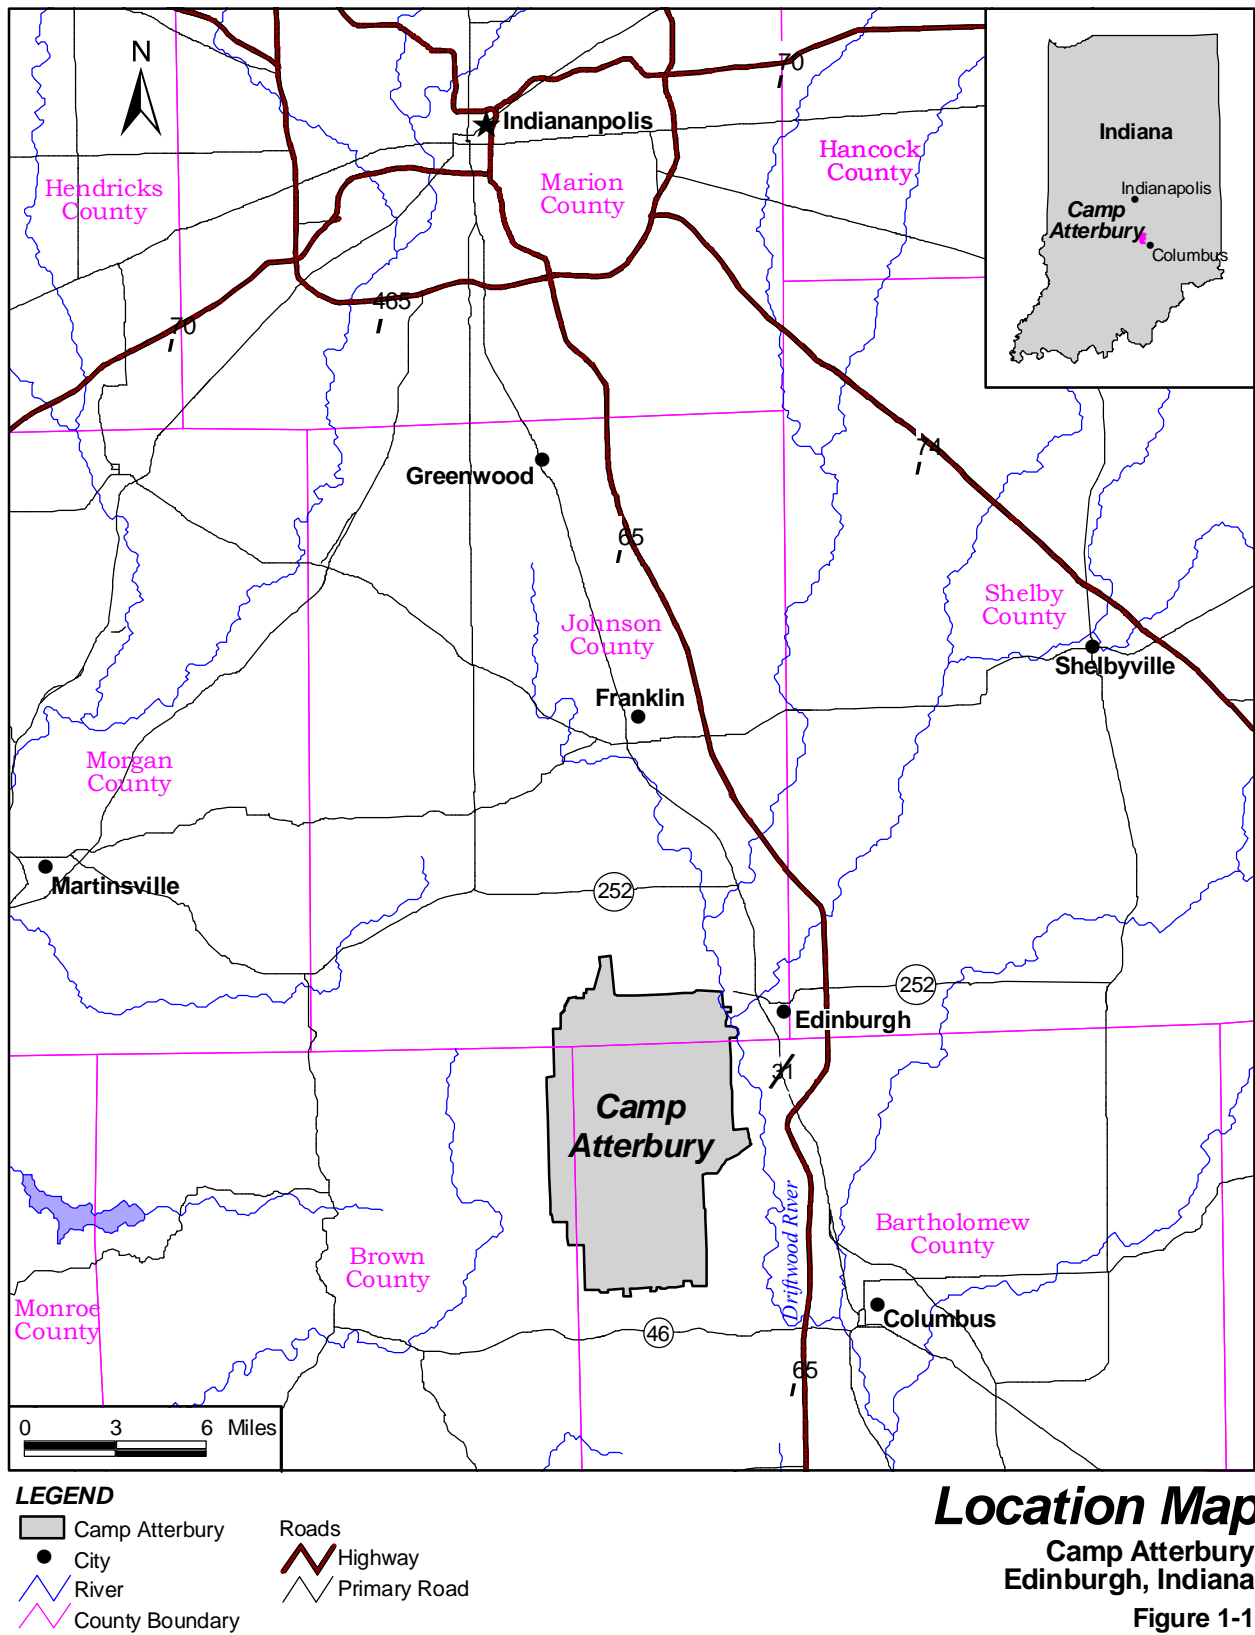 N
70
Indiananpolis
Hancock
County
Marion
County
Hendricks
County
Indiana
Indianapolis
Camp
Atterbury
Columbus
465
70
74
Greenwood
65
Shelby
County
Johnson
County
Shelbyville
Franklin
Morgan
County
Martinsville
252
252
Edinburgh
31
Camp
Atterbury
Driftwood River
Bartholomew
County
Brown
County
Monroe
County
Columbus
46
65
0 3 6 Miles
LEGEND
Camp Atterbury
City
River
County Boundary
Roads
Highway
Primary Road
Location Map
Camp Atterbury
Edinburgh, Indiana
Figure 1-1